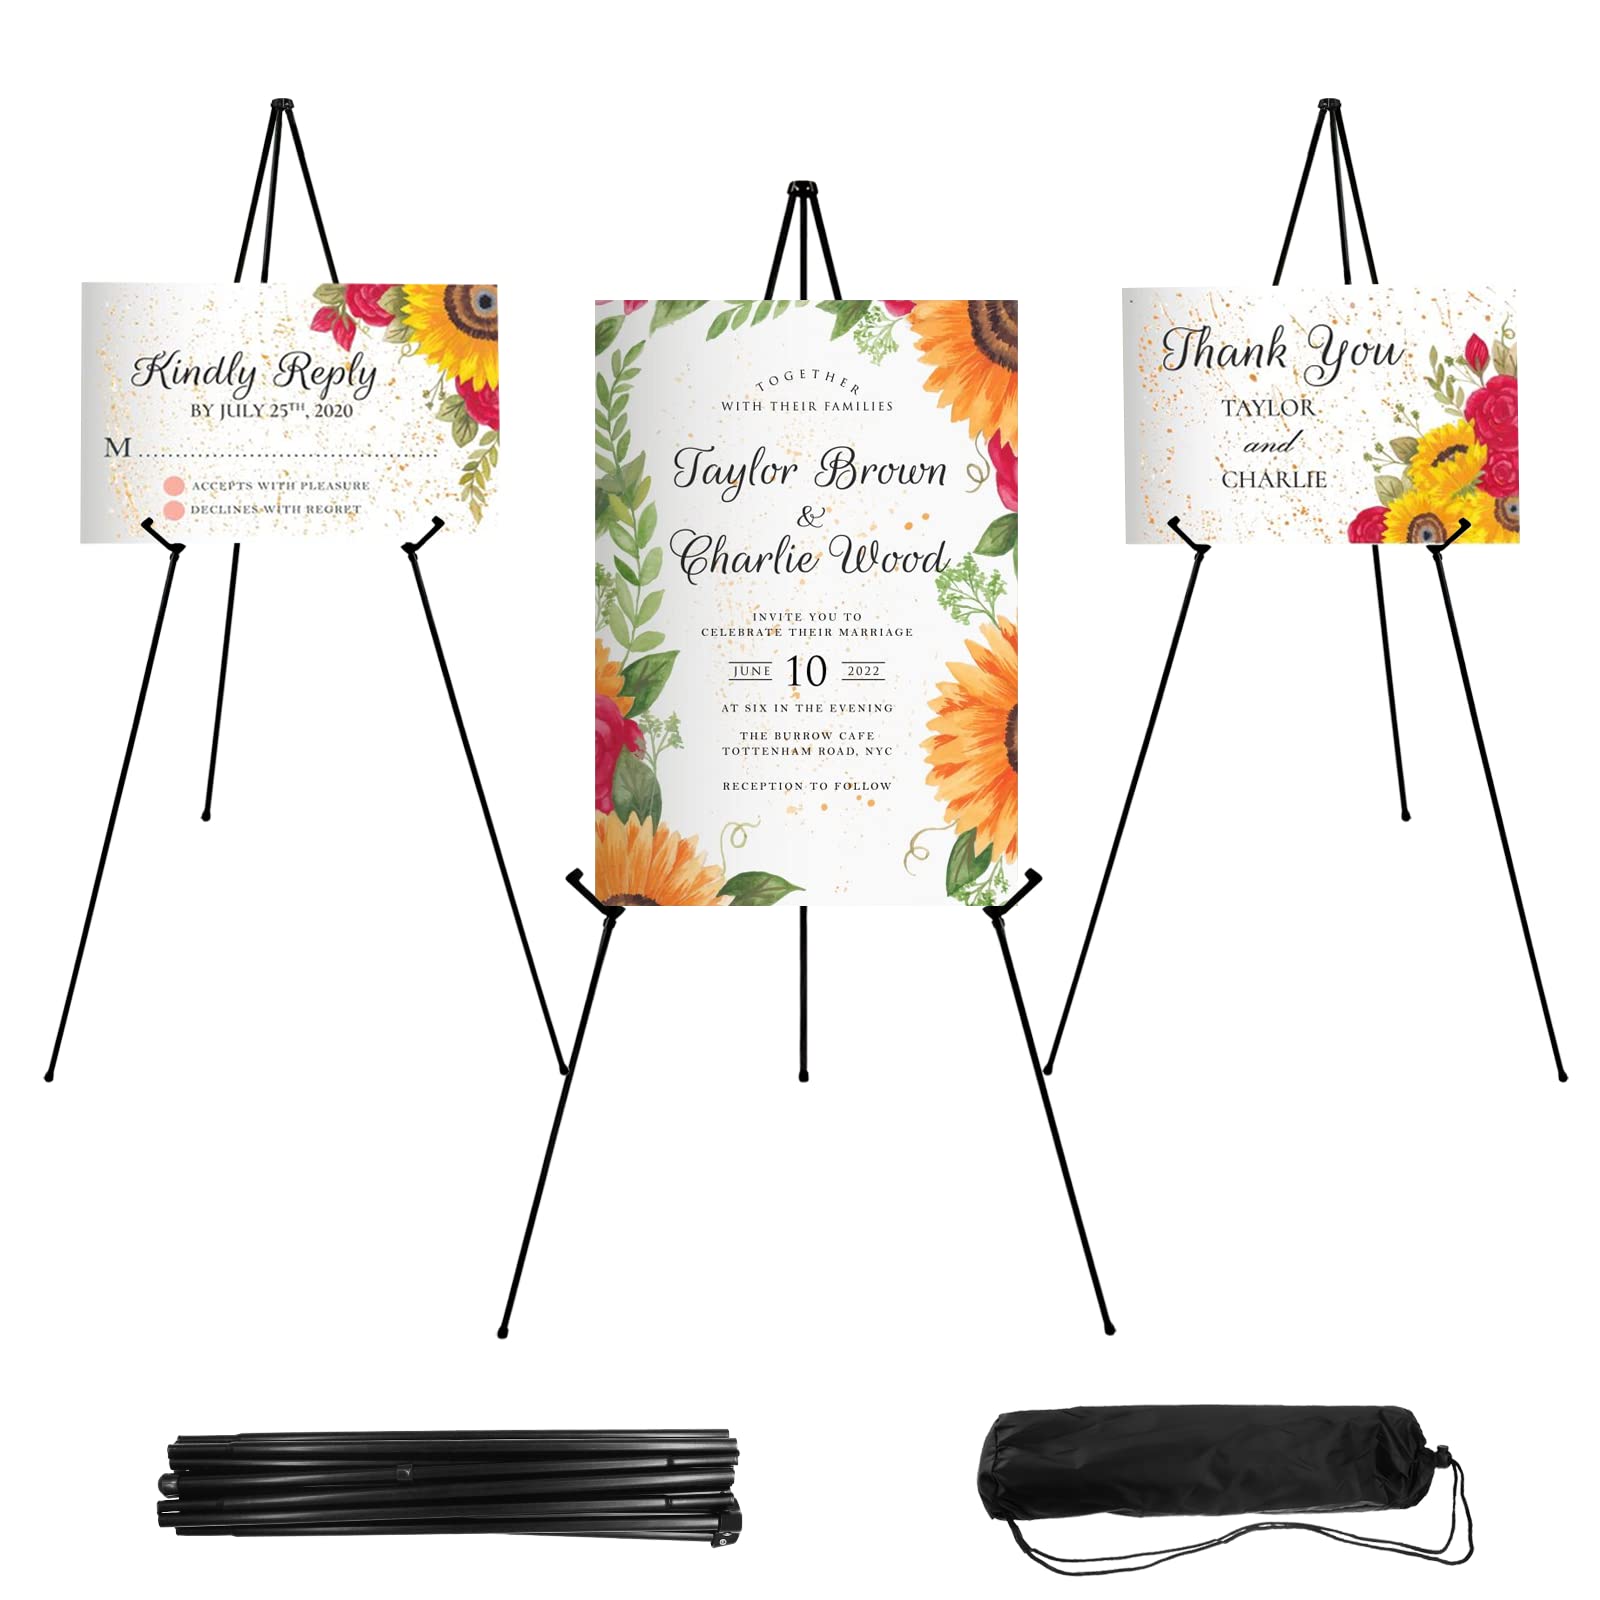 Kindly Reply
BY JULY 25TH, 2020
M
ACCEPTS WITH PLEASURE
DECLINES WITH REGRET
TOGETHER
WITH THEIR FAMILIES
Taylor Brown
&
Charlie Wood
INVITE YOU TO
CELEBRATE THEIR MARRIAGE
JUNE 10 2022
AT SIX IN THE EVENING
THE BURROW CAFE
TOTTENHAM ROAD, NYC
RECEPTION TO FOLLOW
Thank You
TAYLOR
and
CHARLIE